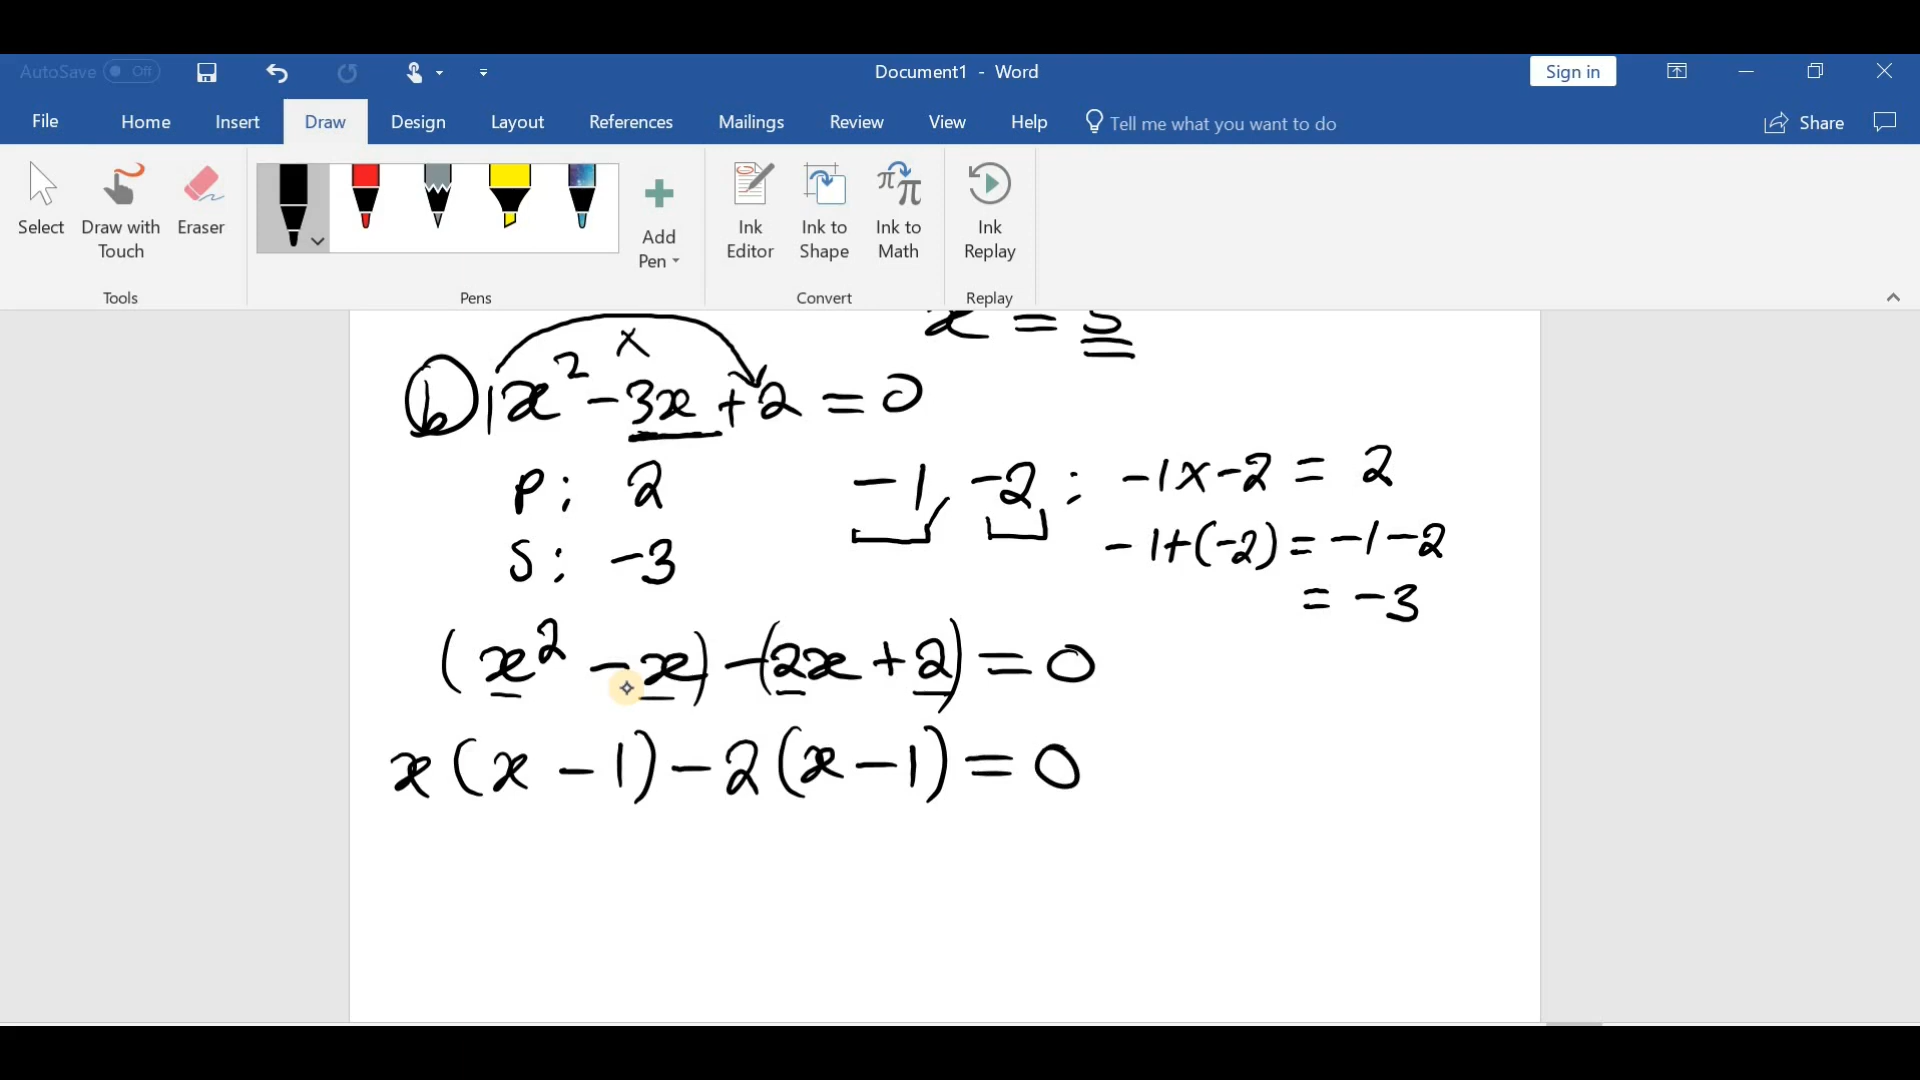 AutoSave Off
Document1 - Word
Sign in
File Home Insert Draw Design Layout References Mailings Review View Help Tell me what you want to do Share
Select
Draw with Touch
Eraser
Tools
Pens
Add Pen
Ink Editor
Ink to Shape
Ink to Math
Convert
Ink Replay
Replay
x = 5
x
b 1x² - 3x + 2 = 0
P: 2 -1, -2 : -1x-2 = 2
S: -3 -1+(-2) = -1-2
= -3
(x² - x) - (2x + 2) = 0
x(x - 1) - 2(x - 1) = 0